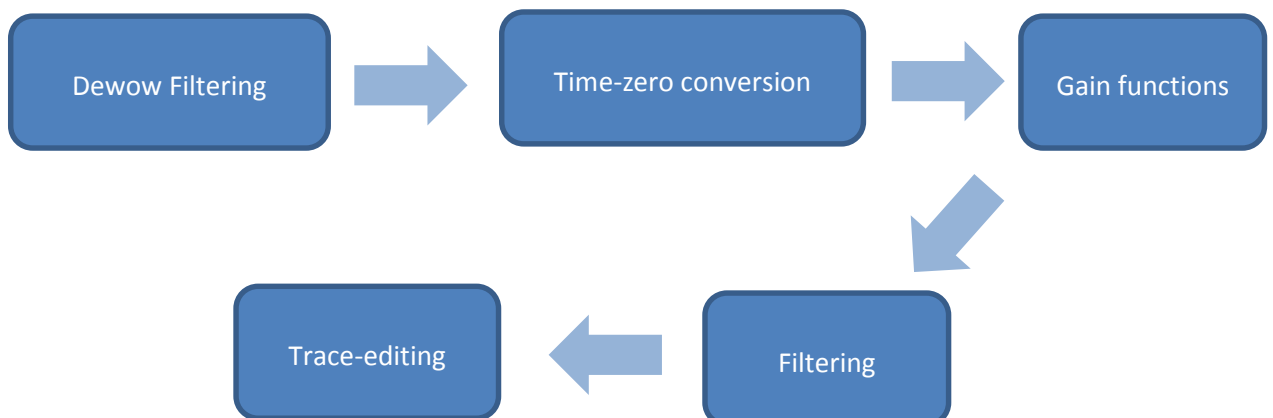 Dewow Filtering
Time-zero conversion
Gain functions
Filtering
Trace-editing